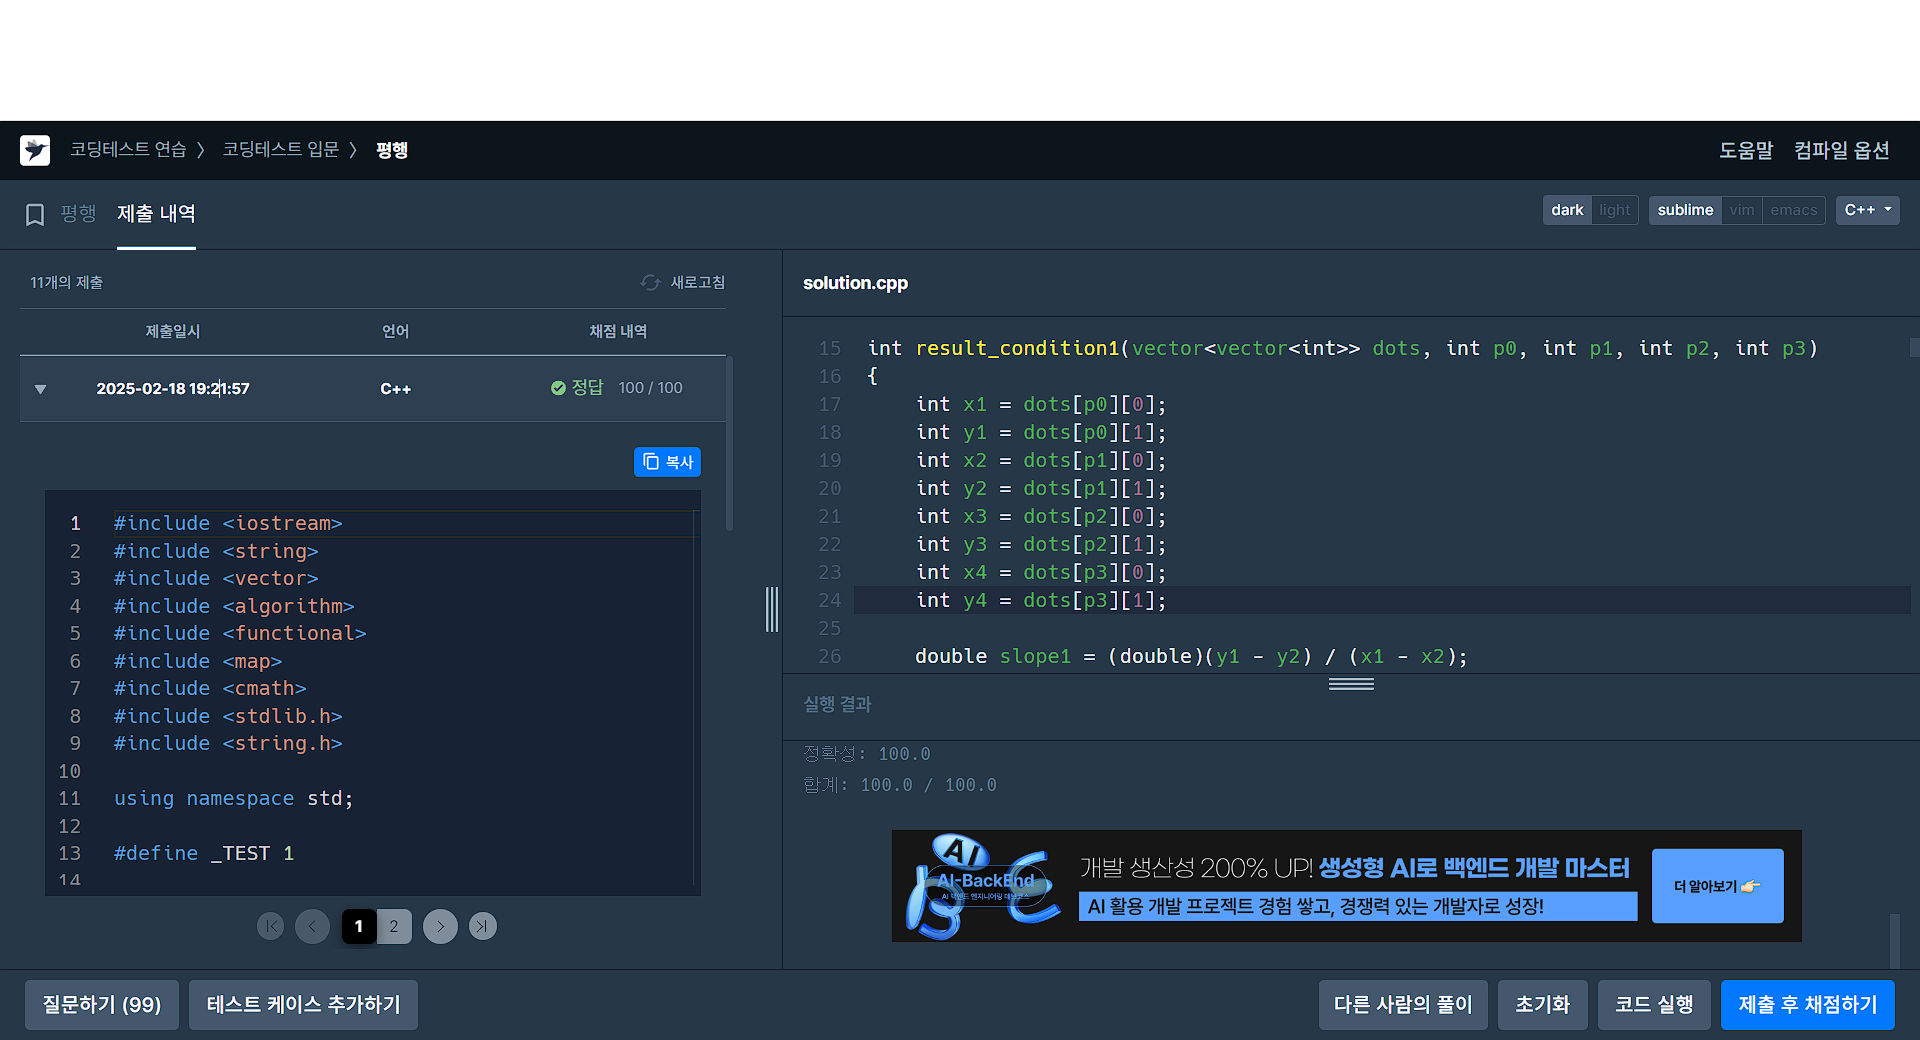 코딩테스트 연습 〉 코딩테스트 입문 〉 평행
도움말 컴파일 옵션
평행 제출 내역
dark light sublime vim emacs C++
11개의 제출 새로고침
제출일시 언어 채점 내역
2025-02-18 19:21:57 C++ 정답 100 / 100
복사
1 #include <iostream>
2 #include <string>
3 #include <vector>
4 #include <algorithm>
5 #include <functional>
6 #include <map>
7 #include <cmath>
8 #include <stdlib.h>
9 #include <string.h>
10
11 using namespace std;
12
13 #define _TEST 1
14
1 2
solution.cpp
15 int result_condition1(vector<vector<int>> dots, int p0, int p1, int p2, int p3)
16 {
17     int x1 = dots[p0][0];
18     int y1 = dots[p0][1];
19     int x2 = dots[p1][0];
20     int y2 = dots[p1][1];
21     int x3 = dots[p2][0];
22     int y3 = dots[p2][1];
23     int x4 = dots[p3][0];
24     int y4 = dots[p3][1];
25
26     double slope1 = (double)(y1 - y2) / (x1 - x2);
실행 결과
정확성: 100.0
합계: 100.0 / 100.0
AI
AI-BackEnd
개발 생산성 200% UP! 생성형 AI로 백엔드 개발 마스터
AI 활용 개발 프로젝트 경험 쌓고, 경쟁력 있는 개발자로 성장!
더 알아보기 👉🏻
질문하기 (99) 테스트 케이스 추가하기
다른 사람의 풀이 초기화 코드 실행 제출 후 채점하기